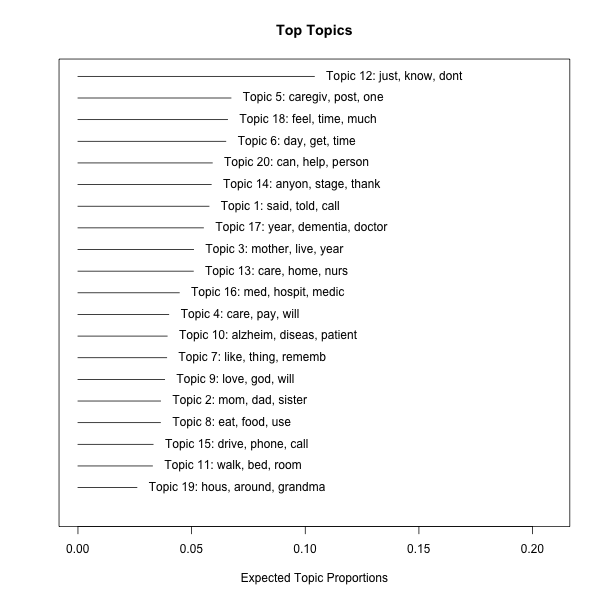 Top Topics
Topic 12: just, know, dont
Topic 5: caregiv, post, one
Topic 18: feel, time, much
Topic 6: day, get, time
Topic 20: can, help, person
Topic 14: anyon, stage, thank
Topic 1: said, told, call
Topic 17: year, dementia, doctor
Topic 3: mother, live, year
Topic 13: care, home, nurs
Topic 16: med, hospit, medic
Topic 4: care, pay, will
Topic 10: alzheim, diseas, patient
Topic 7: like, thing, rememb
Topic 9: love, god, will
Topic 2: mom, dad, sister
Topic 8: eat, food, use
Topic 15: drive, phone, call
Topic 11: walk, bed, room
Topic 19: hous, around, grandma
0.00 0.05 0.10 0.15 0.20
Expected Topic Proportions